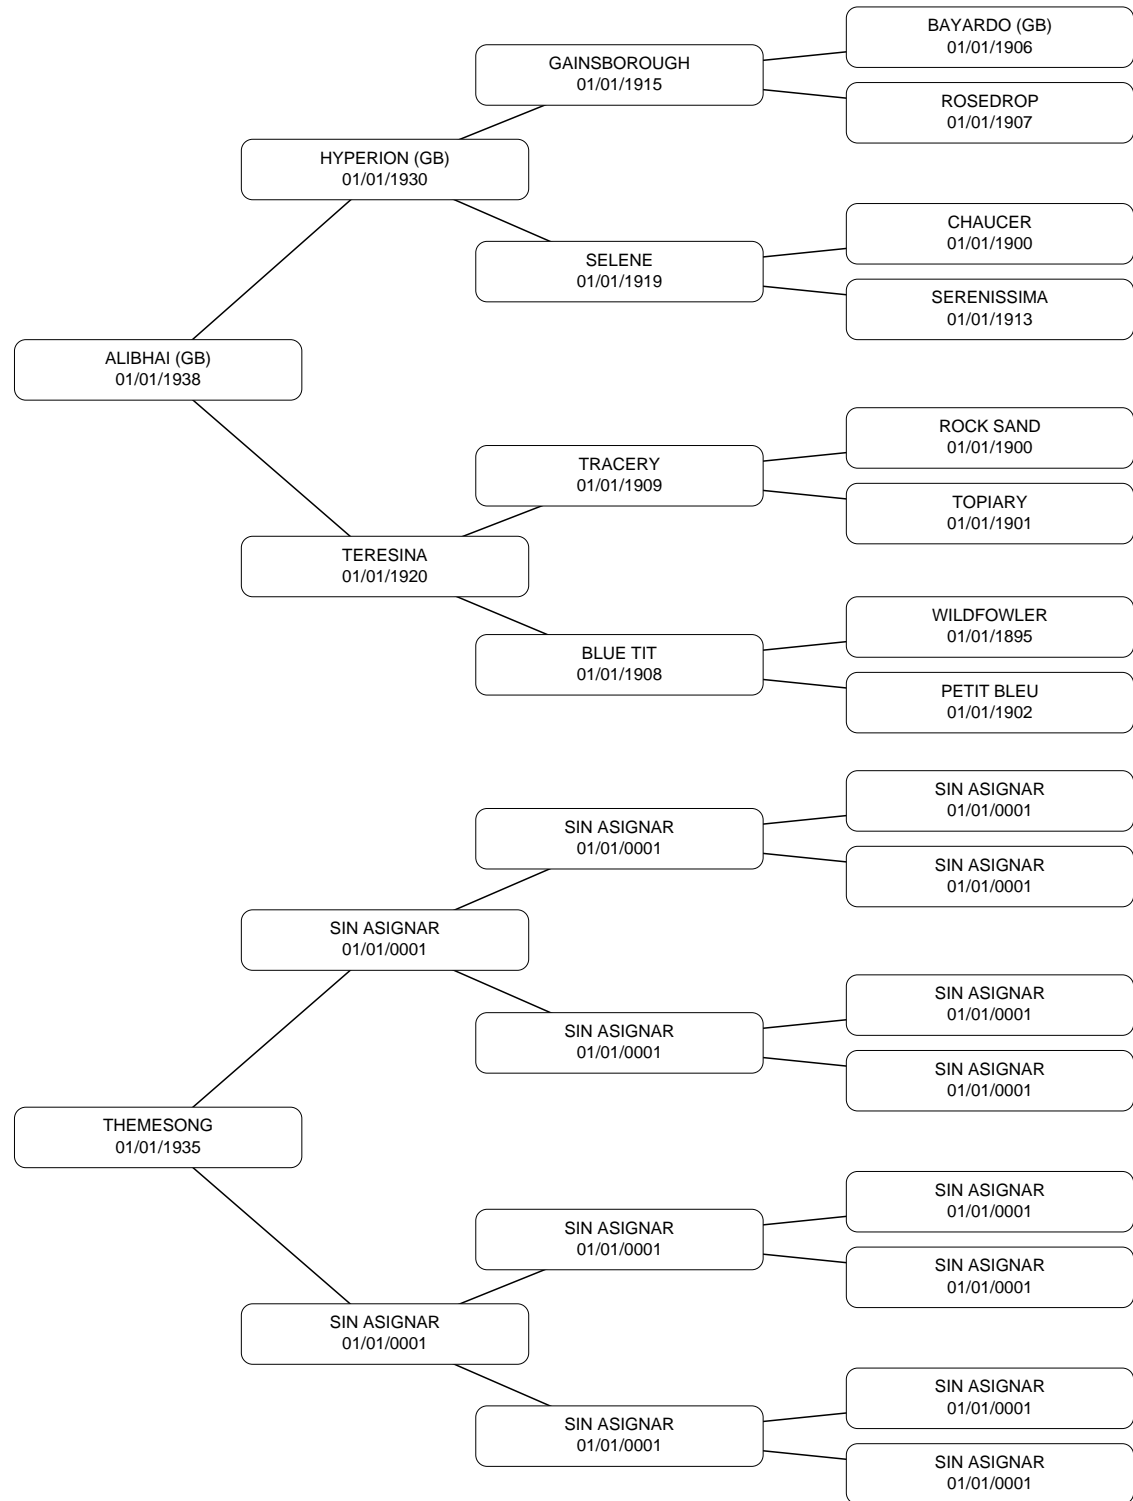 BAYARDO (GB)
01/01/1906
GAINSBOROUGH
01/01/1915
ROSEDROP
01/01/1907
HYPERION (GB)
01/01/1930
CHAUCER
01/01/1900
SELENE
01/01/1919
SERENISSIMA
01/01/1913
ALIBHAI (GB)
01/01/1938
ROCK SAND
01/01/1900
TRACERY
01/01/1909
TOPIARY
01/01/1901
TERESINA
01/01/1920
WILDFOWLER
01/01/1895
BLUE TIT
01/01/1908
PETIT BLEU
01/01/1902
SIN ASIGNAR
01/01/0001
SIN ASIGNAR
01/01/0001
SIN ASIGNAR
01/01/0001
SIN ASIGNAR
01/01/0001
SIN ASIGNAR
01/01/0001
SIN ASIGNAR
01/01/0001
SIN ASIGNAR
01/01/0001
THEMESONG
01/01/1935
SIN ASIGNAR
01/01/0001
SIN ASIGNAR
01/01/0001
SIN ASIGNAR
01/01/0001
SIN ASIGNAR
01/01/0001
SIN ASIGNAR
01/01/0001
SIN ASIGNAR
01/01/0001
SIN ASIGNAR
01/01/0001